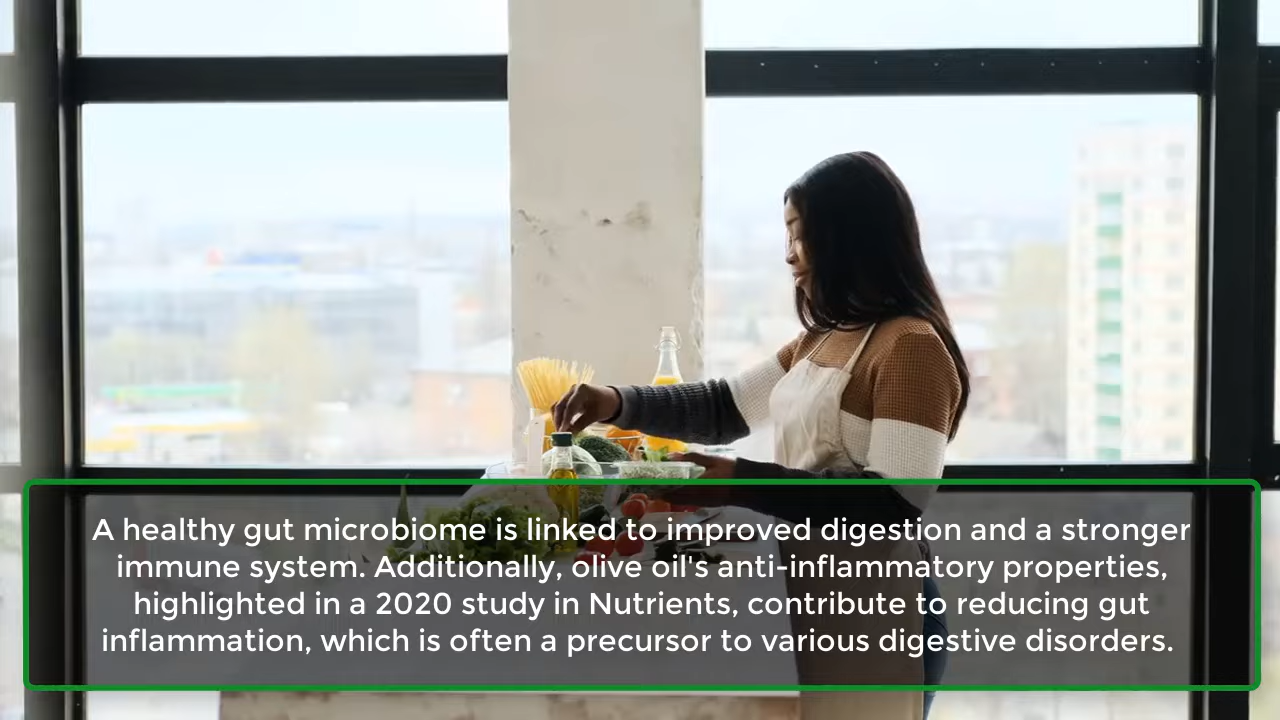 A healthy gut microbiome is linked to improved digestion and a stronger
immune system. Additionally, olive oil's anti-inflammatory properties,
highlighted in a 2020 study in Nutrients, contribute to reducing gut
inflammation, which is often a precursor to various digestive disorders.